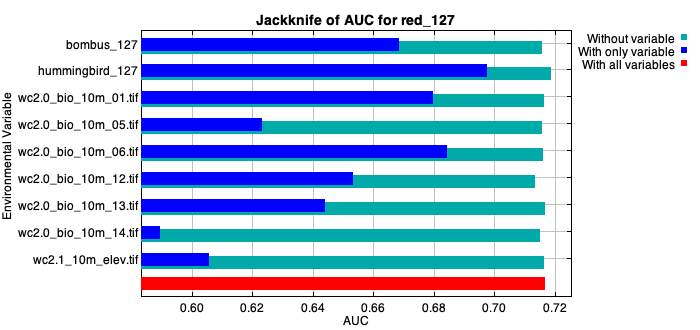 Jackknife of AUC for red_127
Without variable
With only variable
With all variables
Environmental Variable
bombus_127
hummingbird_127
wc2.0_bio_10m_01.tif
wc2.0_bio_10m_05.tif
wc2.0_bio_10m_06.tif
wc2.0_bio_10m_12.tif
wc2.0_bio_10m_13.tif
wc2.0_bio_10m_14.tif
wc2.1_10m_elev.tif
0.60 0.62 0.64 0.66 0.68 0.70 0.72
AUC